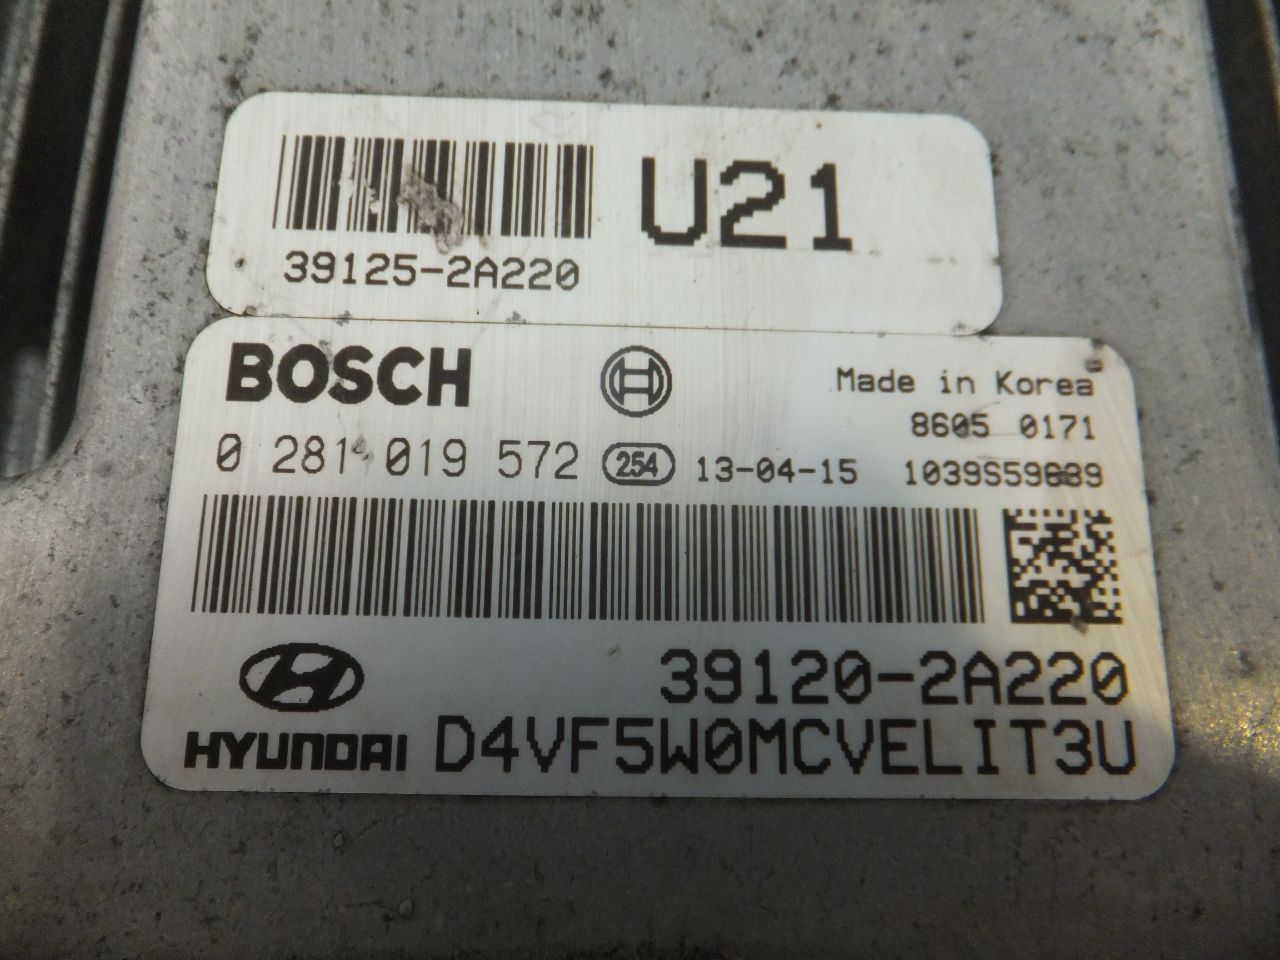 U21
39125-2A220
BOSCH
Made in Korea
8605 0171
0 281 019 572 254 13-04-15 1039S59639
39120-2A220
HYUNDAI D4VF5W0MCVELIT3U